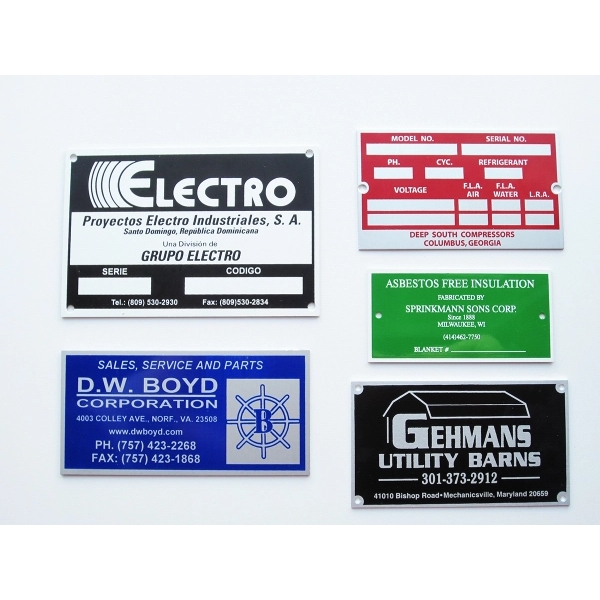 ELECTRO
Proyectos Electro Industriales, S. A.
Santo Domingo, República Dominicana
Una División de
GRUPO ELECTRO
SERIE CODIGO
Tel.: (809) 530-2930 Fax: (809)530-2834
MODEL NO. SERIAL NO.
PH. CYC. REFRIGERANT
VOLTAGE F.L.A. AIR F.L.A. WATER L.R.A.
DEEP SOUTH COMPRESSORS
COLUMBUS, GEORGIA
ASBESTOS FREE INSULATION
FABRICATED BY
SPRINKMANN SONS CORP.
Since 1888
MILWAUKEE, WI
(414)462-7750
BLANKET #
SALES, SERVICE AND PARTS
D.W. BOYD
CORPORATION
4003 COLLEY AVE., NORF., VA. 23508
www.dwboyd.com
PH. (757) 423-2268
FAX: (757) 423-1868
B
GEHMANS
UTILITY BARNS
301-373-2912
41010 Bishop Road•Mechanicsville, Maryland 20659